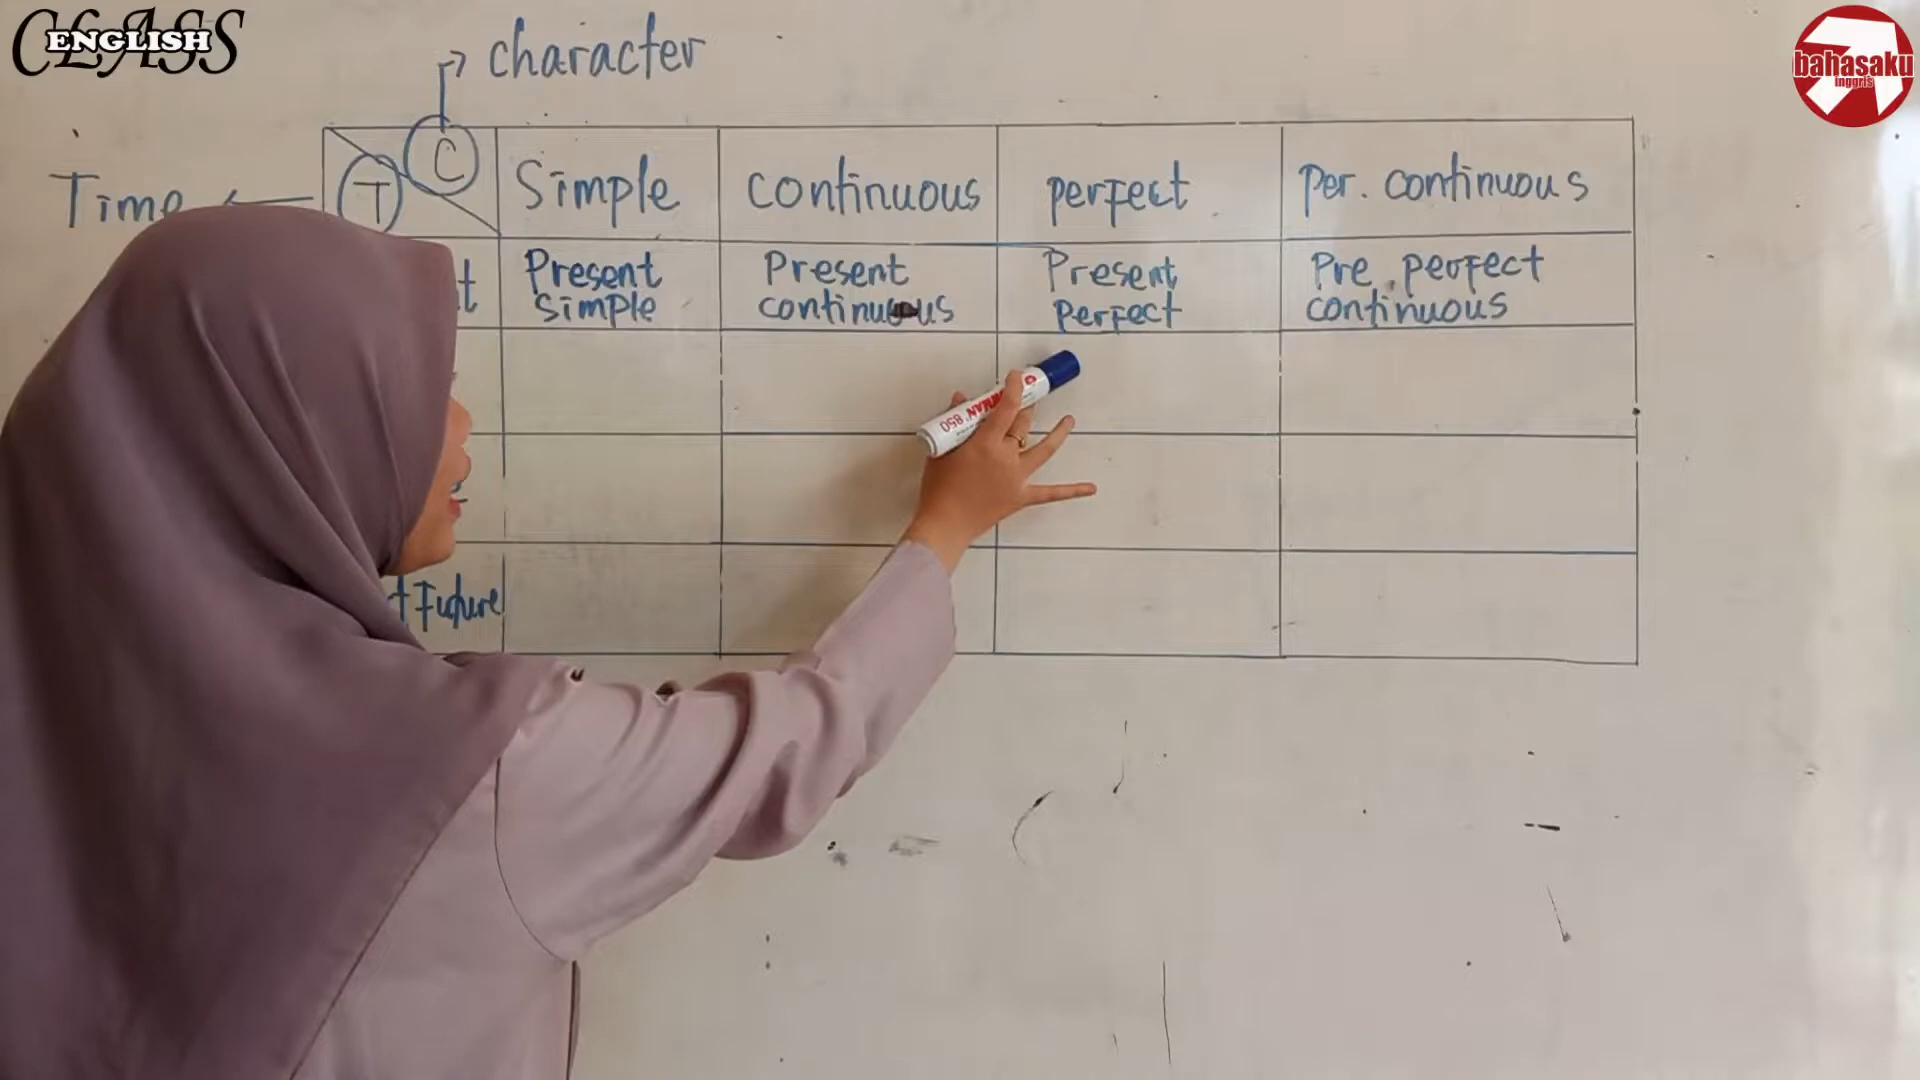 CLASS
ENGLISH
bahasaku
inggris
character
Time
T
C
Simple
continuous
perfect
per. continuous
Present
simple
Present
continuous
Present
perfect
Pre. perfect
continuous
850
t Future